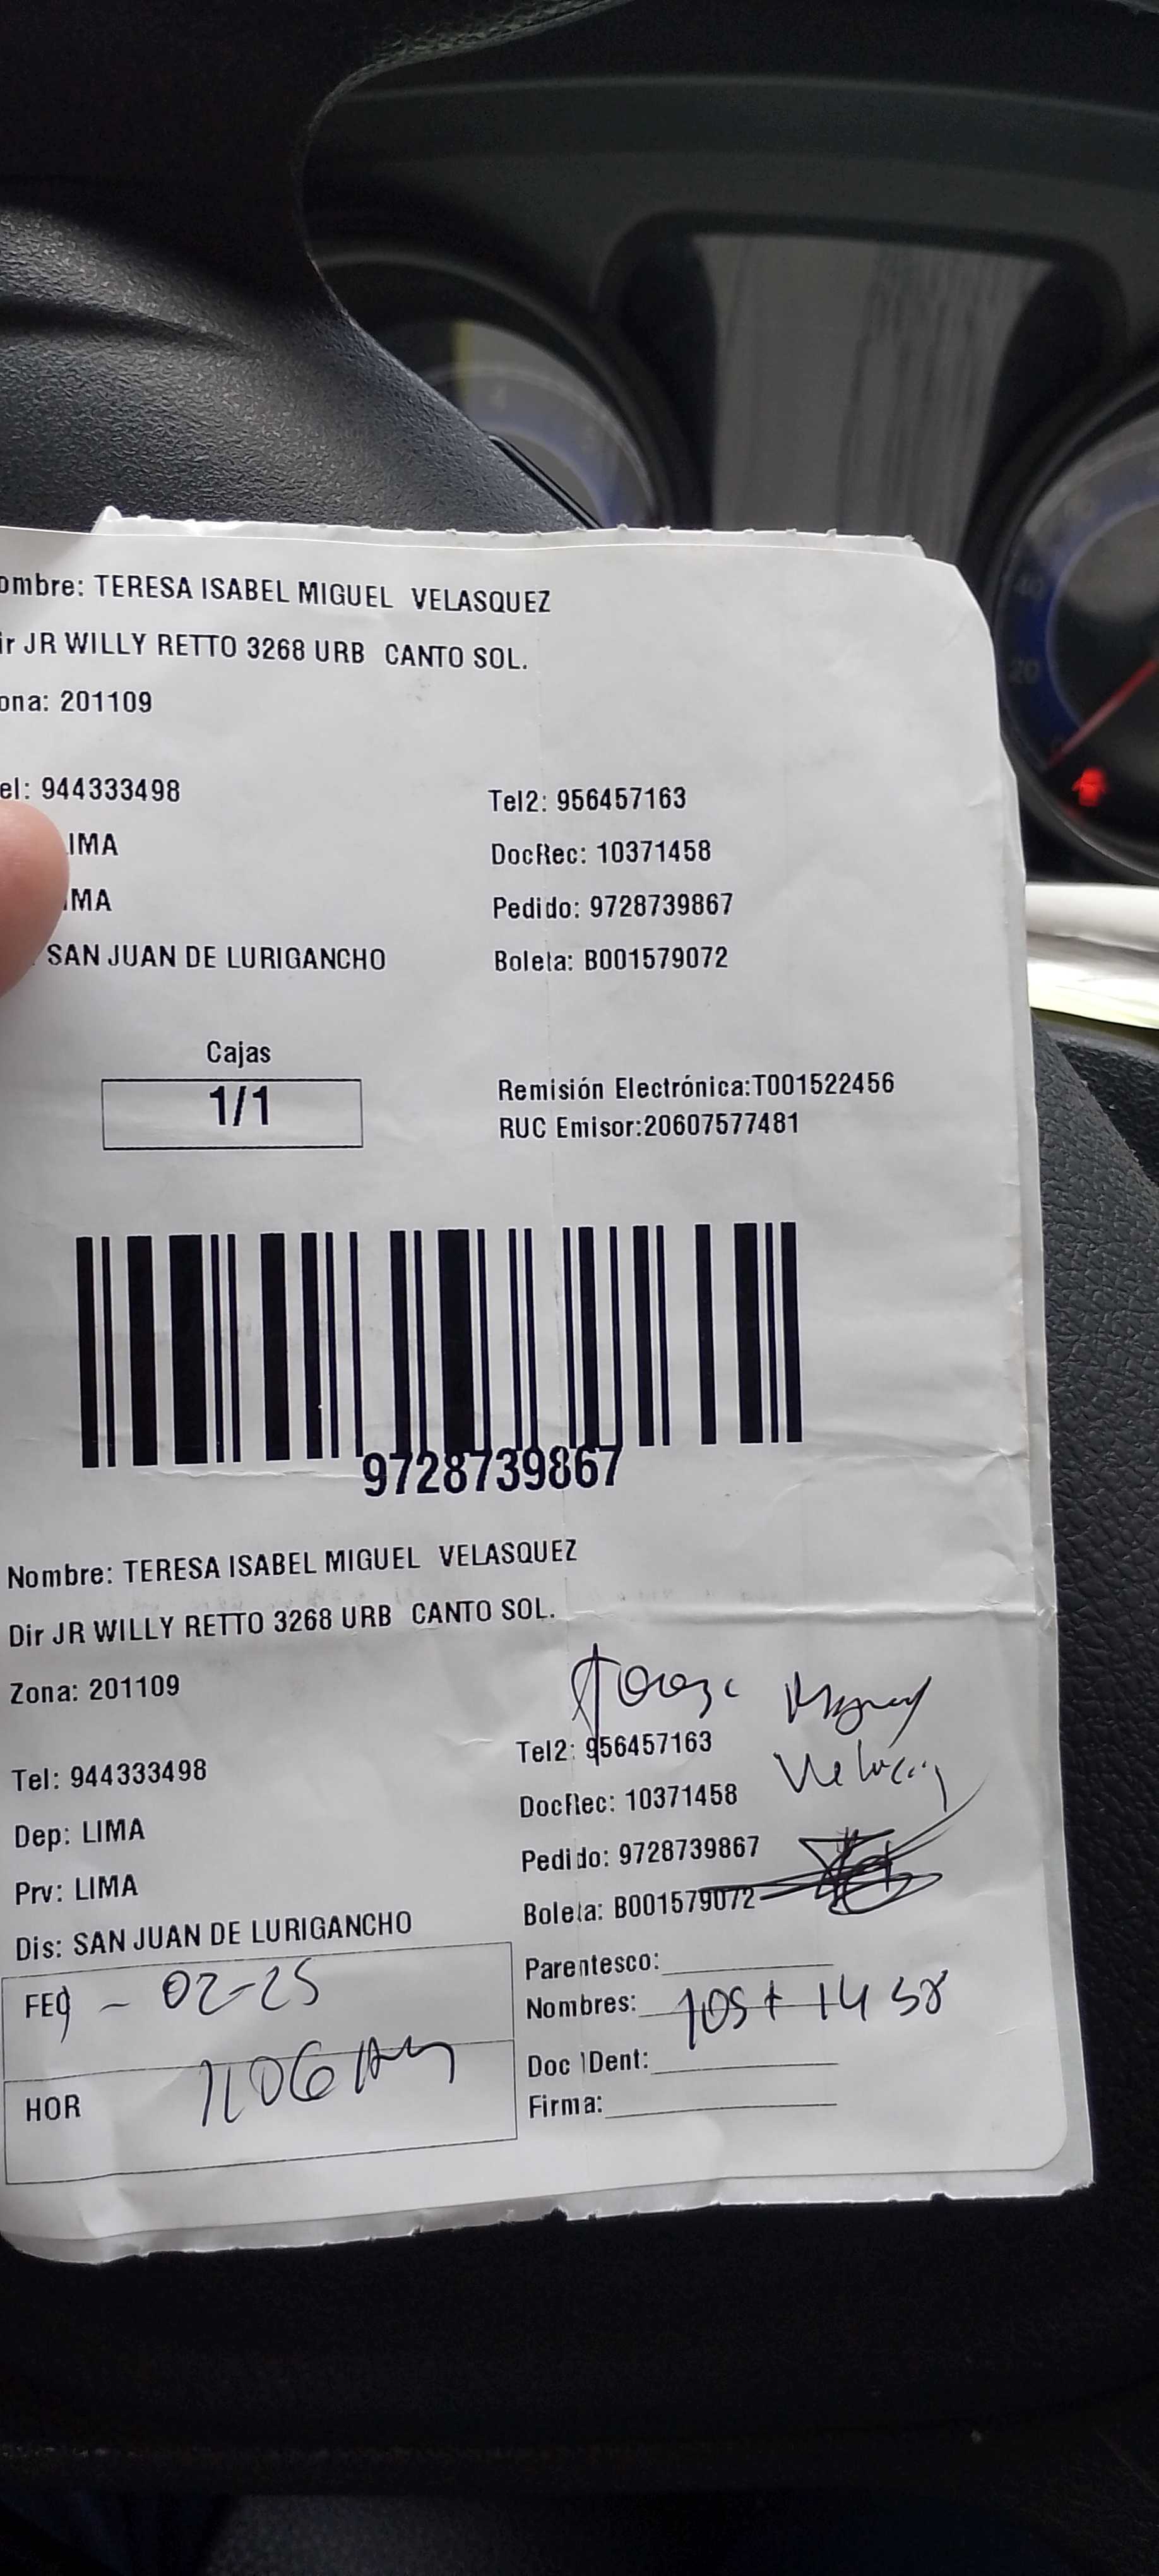 ombre: TERESA ISABEL MIGUEL VELASQUEZ
ir JR WILLY RETTO 3268 URB CANTO SOL.
ona: 201109
el: 944333498
Tel2: 956457163
IMA
DocRec: 10371458
MA
Pedido: 9728739867
SAN JUAN DE LURIGANCHO
Boleta: B001579072
Cajas
1/1
Remisión Electrónica:T001522456
RUC Emisor:20607577481
9728739867
Nombre: TERESA ISABEL MIGUEL VELASQUEZ
Dir JR WILLY RETTO 3268 URB CANTO SOL.
Zona: 201109
Miguel
Tel: 944333498
Tel2: 956457163
Dep: LIMA
DocRec: 10371458
Prv: LIMA
Pedido: 9728739867
Dis: SAN JUAN DE LURIGANCHO
Boleta: B001579072
Parentesco:
02-25
Nombres:
HOR
Doc IDent:
Firma:
20